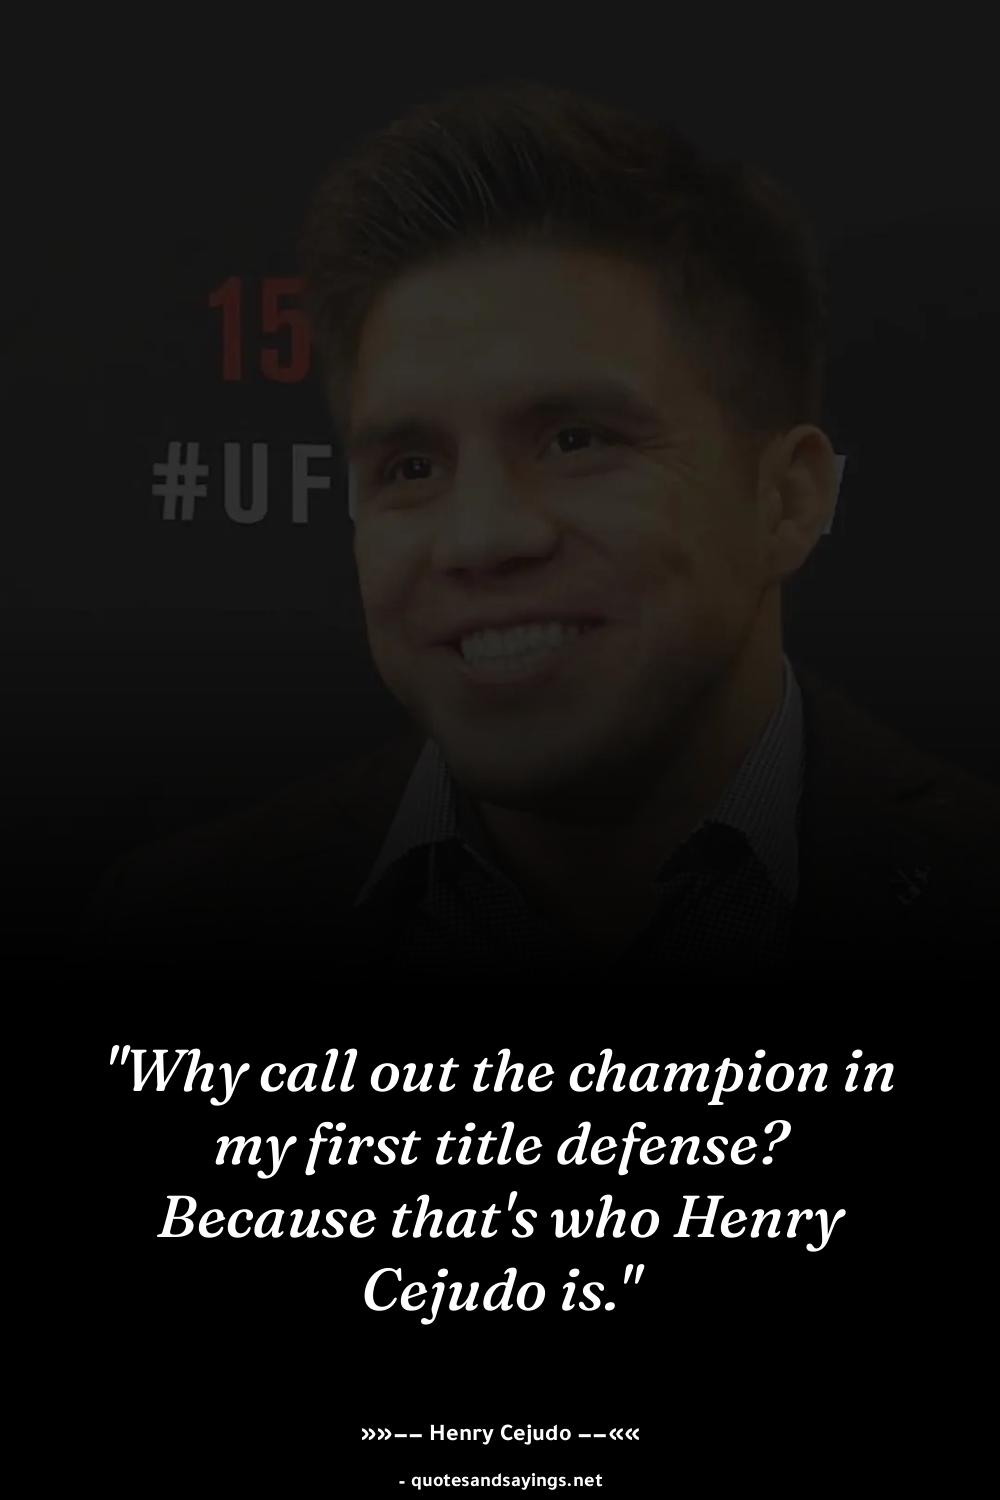 15
#UF
"Why call out the champion in
my first title defense?
Because that's who Henry
Cejudo is."
»»—— Henry Cejudo ——««
- quotesandsayings.net